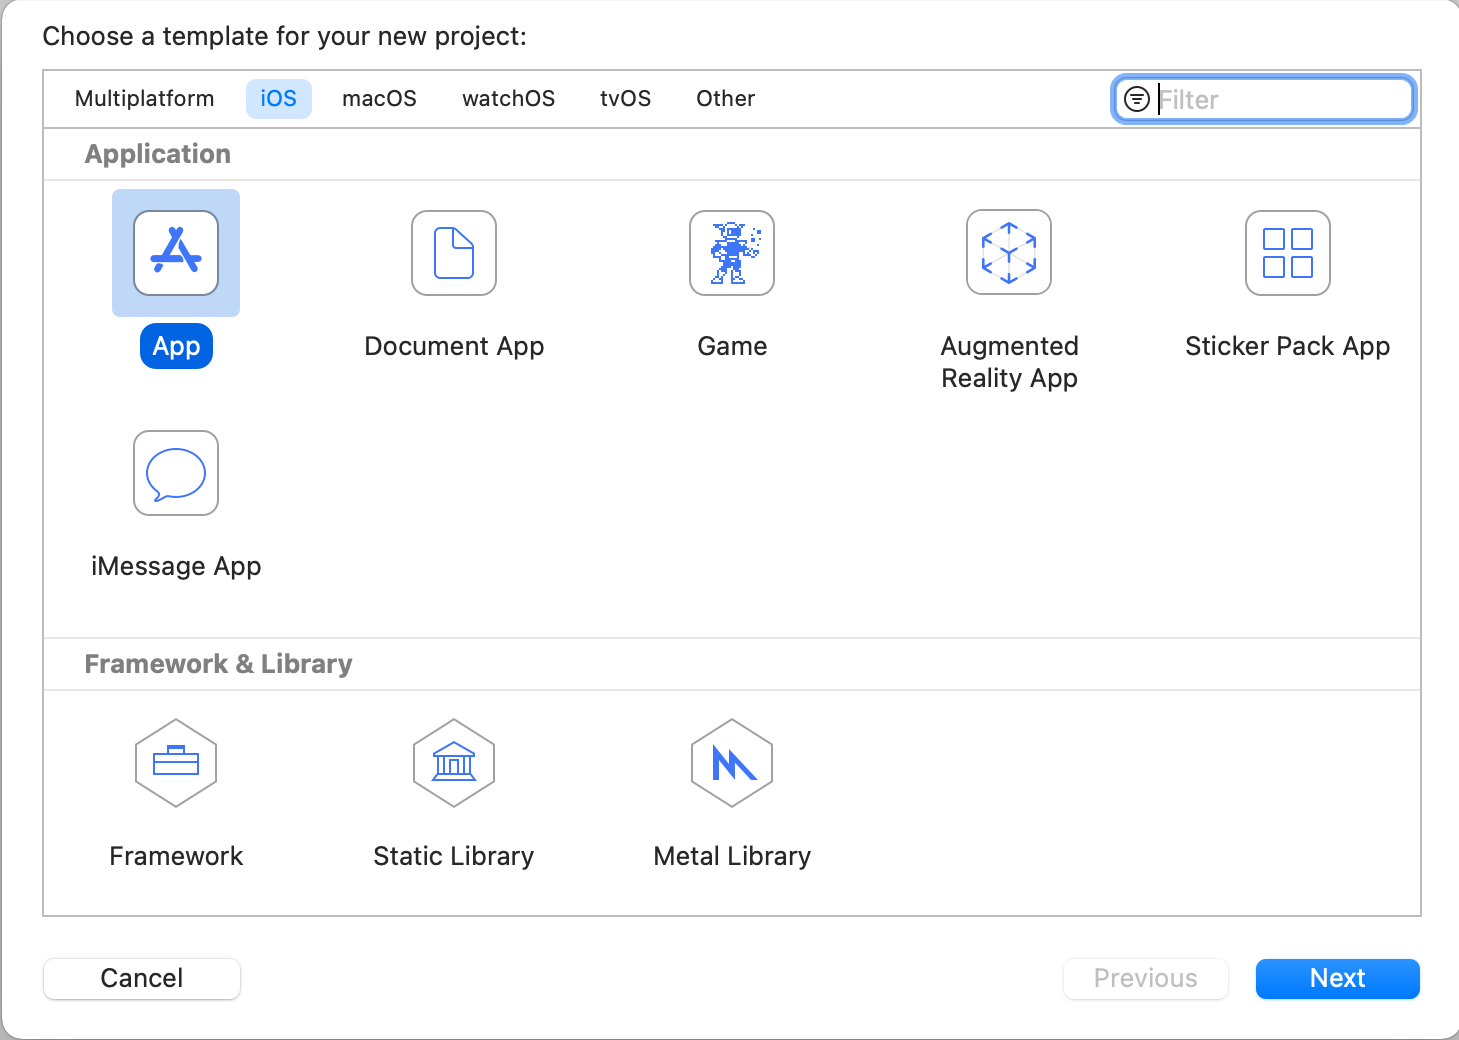 Choose a template for your new project:
Multiplatform iOS macOS watchOS tvOS Other Filter
Application
App Document App Game Augmented Sticker Pack App
Reality App
iMessage App
Framework & Library
Framework Static Library Metal Library
Cancel Previous Next